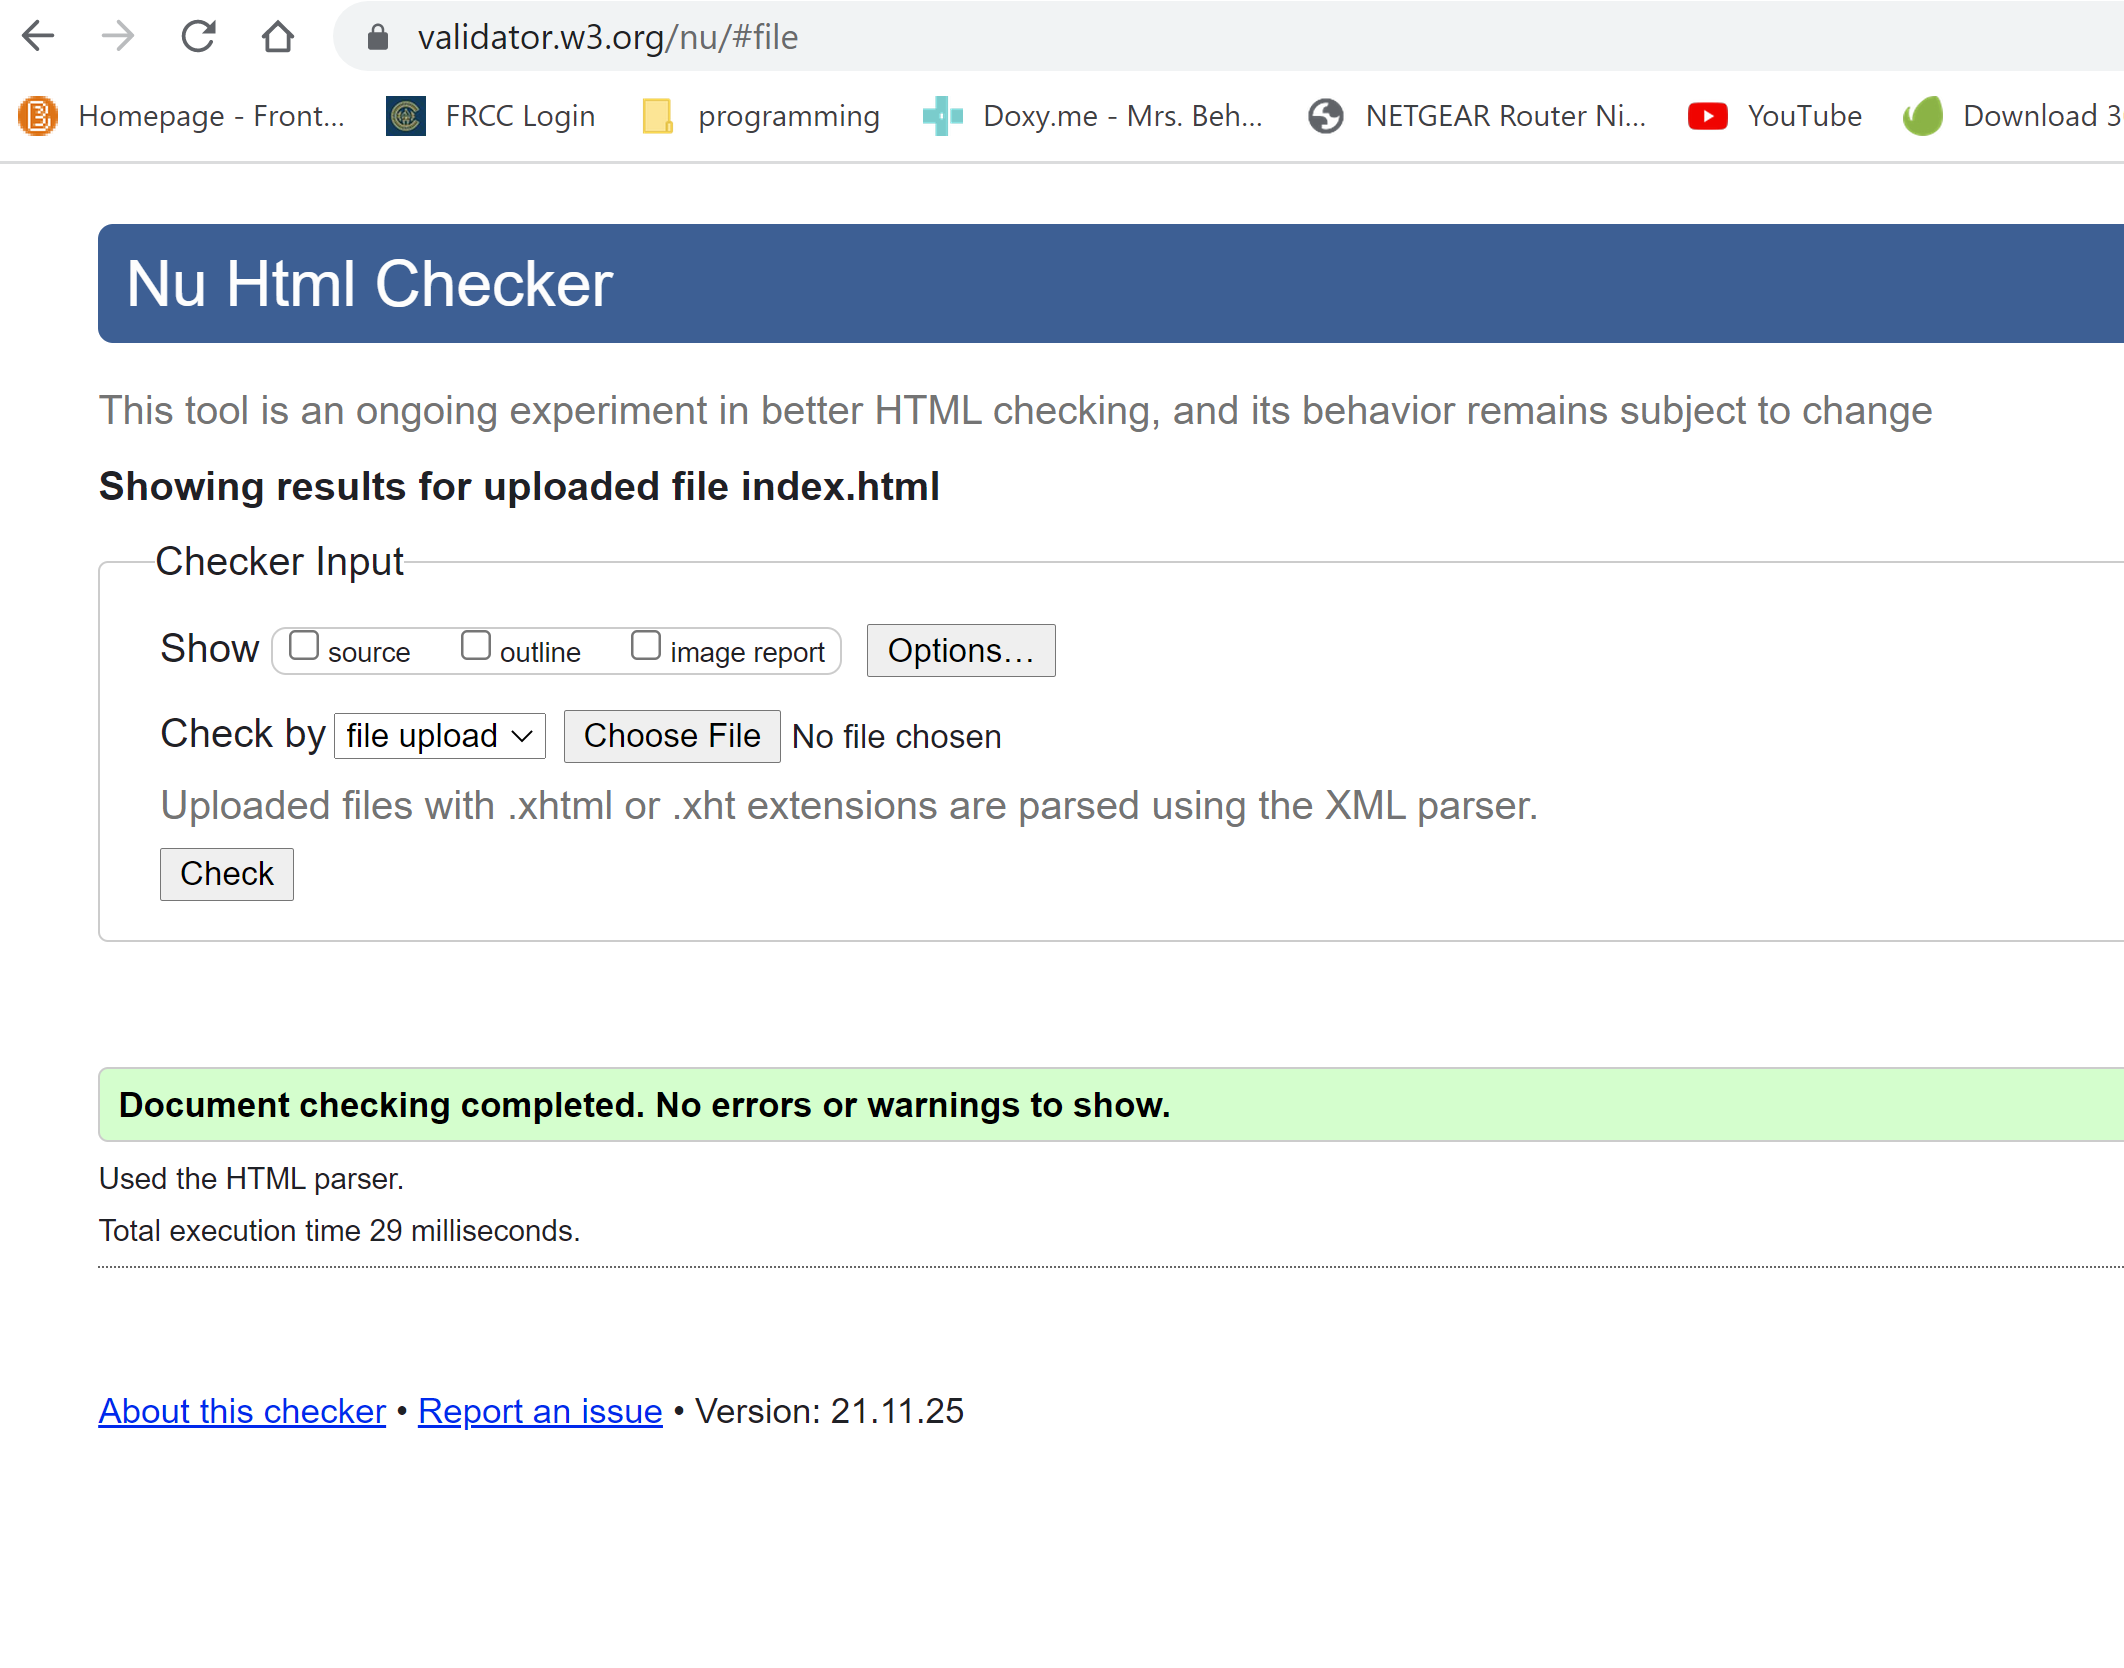 validator.w3.org/nu/#file
Homepage - Front... FRCC Login programming Doxy.me - Mrs. Beh... NETGEAR Router Ni... YouTube Download 3
Nu Html Checker
This tool is an ongoing experiment in better HTML checking, and its behavior remains subject to change
Showing results for uploaded file index.html
Checker Input
Show source outline image report Options…
Check by file upload Choose File No file chosen
Uploaded files with .xhtml or .xht extensions are parsed using the XML parser.
Check
Document checking completed. No errors or warnings to show.
Used the HTML parser.
Total execution time 29 milliseconds.
About this checker • Report an issue • Version: 21.11.25